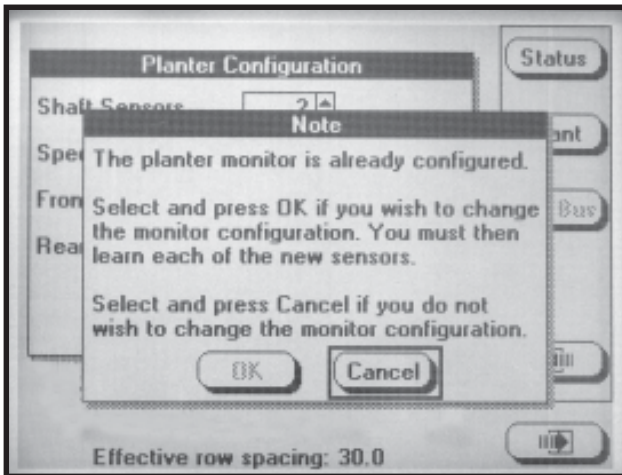 Planter Configuration
Status
Shaft Sensors 2
Note
The planter monitor is already configured.
Select and press OK if you wish to change
the monitor configuration. You must then
learn each of the new sensors.
Select and press Cancel if you do not
wish to change the monitor configuration.
OK
Cancel
Bus
Effective row spacing: 30.0